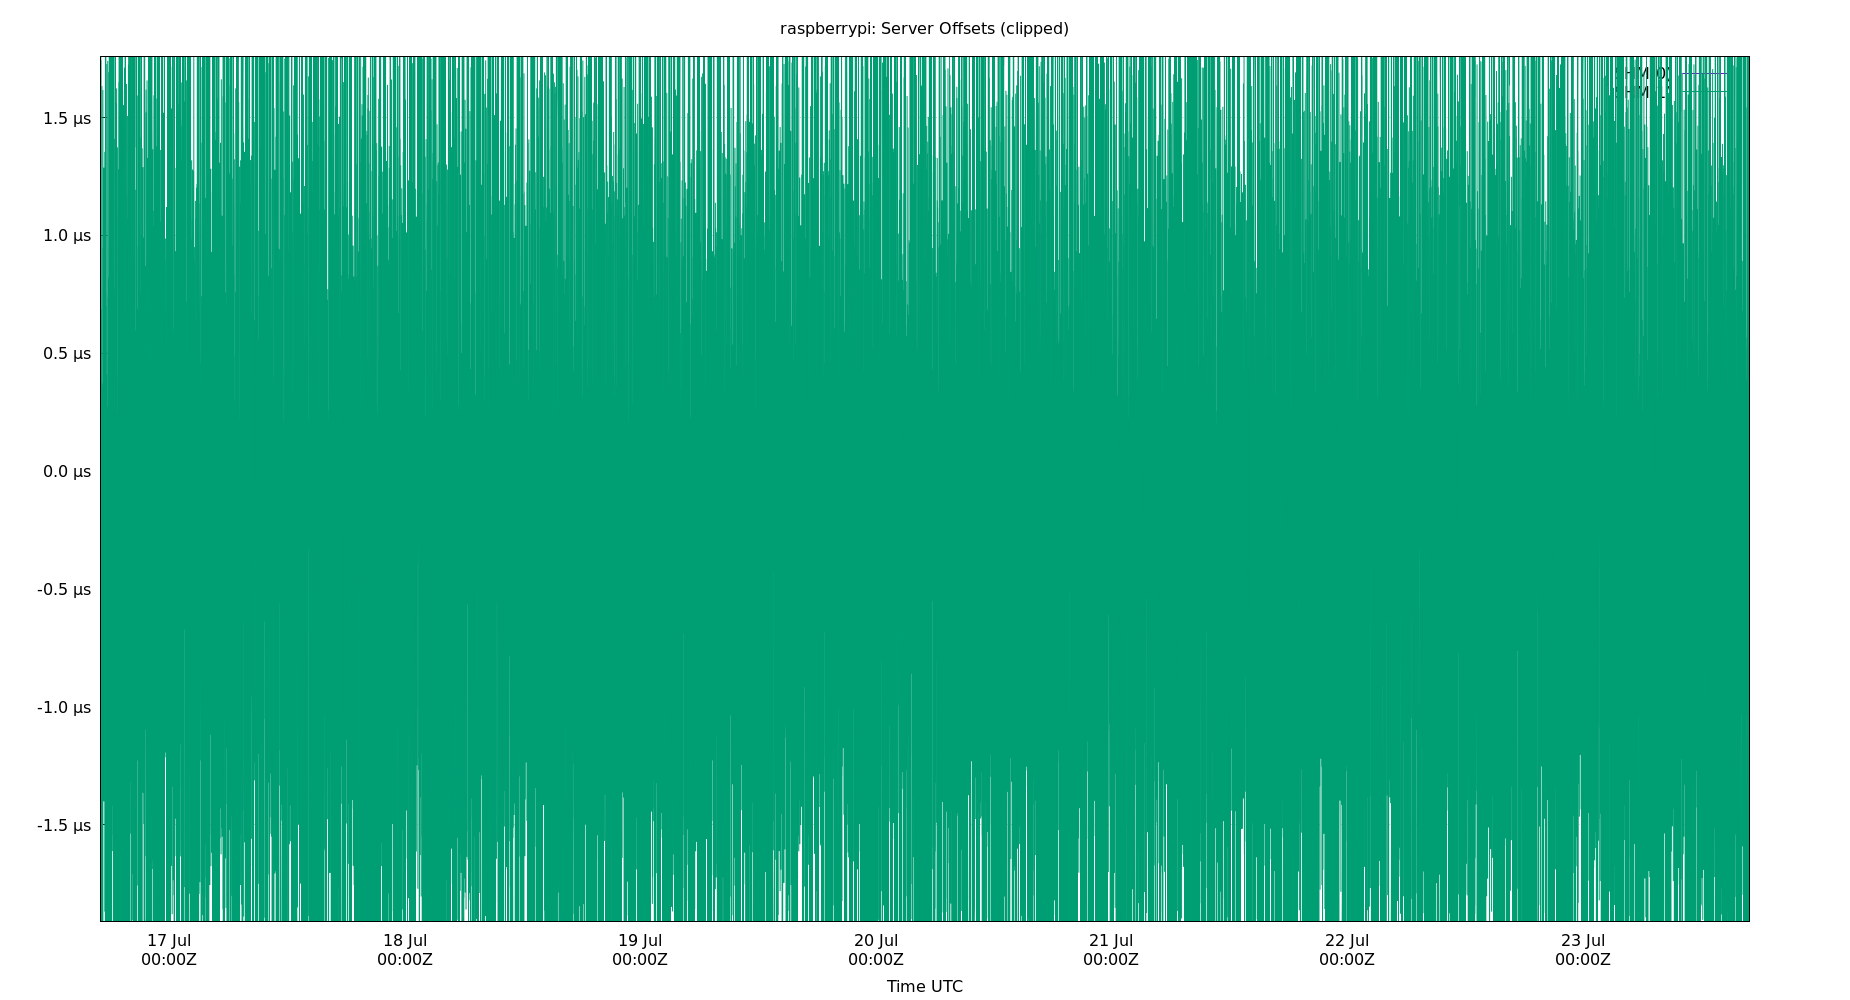 raspberrypi: Server Offsets (clipped)
1.5 µs
1.0 µs
0.5 µs
0.0 µs
-0.5 µs
-1.0 µs
-1.5 µs
17 Jul
00:00Z
18 Jul
00:00Z
19 Jul
00:00Z
20 Jul
00:00Z
21 Jul
00:00Z
22 Jul
00:00Z
23 Jul
00:00Z
Time UTC